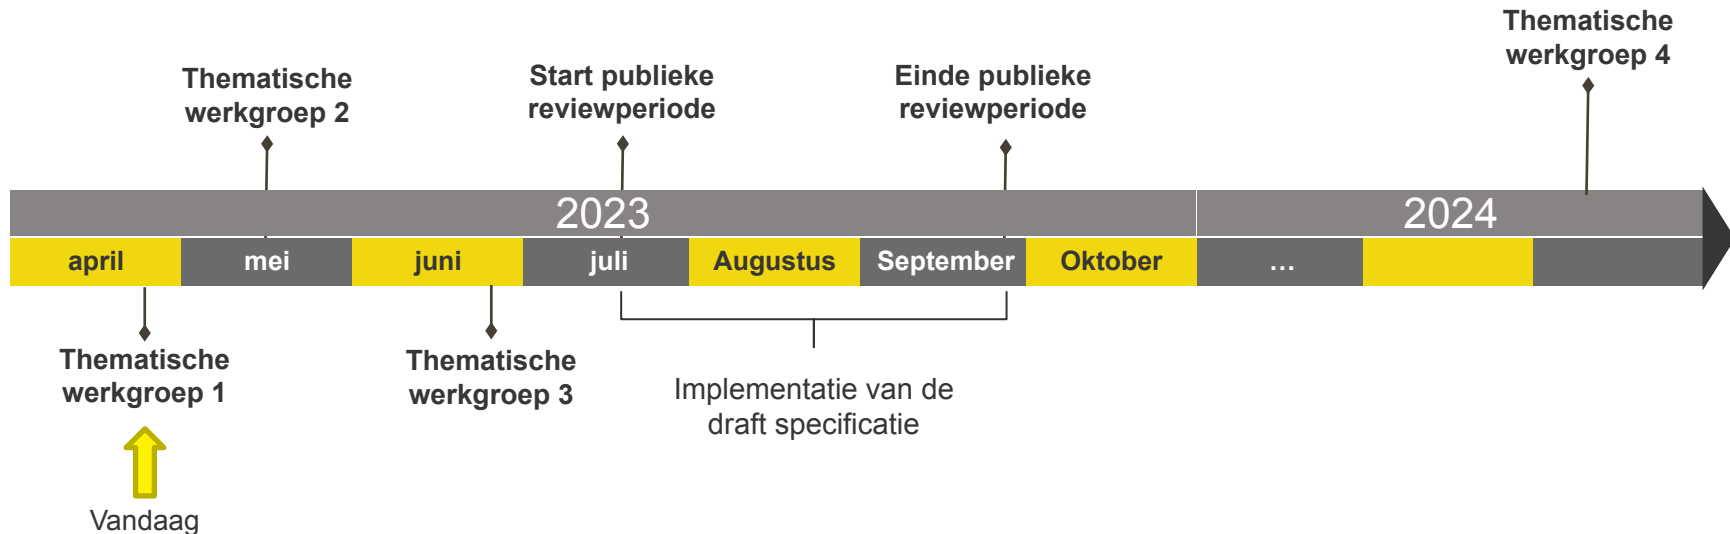 Thematische
werkgroep 4
Thematische
werkgroep 2
Start publieke
reviewperiode
Einde publieke
reviewperiode
2023
2024
april
mei
juni
juli
Augustus
September
Oktober
...
Thematische
werkgroep 1
Thematische
werkgroep 3
Implementatie van de
draft specificatie
Vandaag